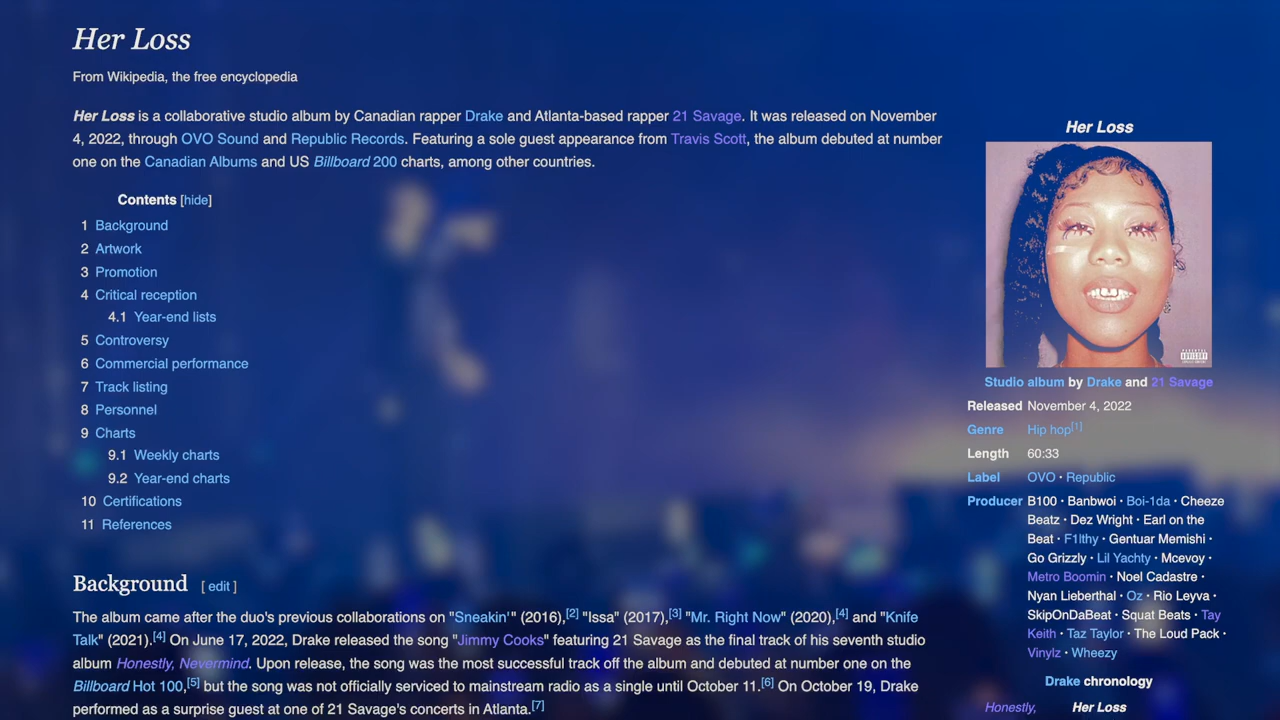 Her Loss
From Wikipedia, the free encyclopedia
Her Loss is a collaborative studio album by Canadian rapper Drake and Atlanta-based rapper 21 Savage. It was released on November
4, 2022, through OVO Sound and Republic Records. Featuring a sole guest appearance from Travis Scott, the album debuted at number
one on the Canadian Albums and US Billboard 200 charts, among other countries.
Contents [hide]
1 Background
2 Artwork
3 Promotion
4 Critical reception
4.1 Year-end lists
5 Controversy
6 Commercial performance
7 Track listing
8 Personnel
9 Charts
9.1 Weekly charts
9.2 Year-end charts
10 Certifications
11 References
Background [ edit ]
The album came after the duo's previous collaborations on "Sneakin'" (2016),[2] "Issa" (2017),[3] "Mr. Right Now" (2020),[4] and "Knife
Talk" (2021).[4] On June 17, 2022, Drake released the song "Jimmy Cooks" featuring 21 Savage as the final track of his seventh studio
album Honestly, Nevermind. Upon release, the song was the most successful track off the album and debuted at number one on the
Billboard Hot 100,[5] but the song was not officially serviced to mainstream radio as a single until October 11.[6] On October 19, Drake
performed as a surprise guest at one of 21 Savage's concerts in Atlanta.[7]
Her Loss
PARENTAL
ADVISORY
Studio album by Drake and 21 Savage
Released November 4, 2022
Genre Hip hop[1]
Length 60:33
Label OVO · Republic
Producer B100 · Banbwoi · Boi-1da · Cheeze
Beatz · Dez Wright · Earl on the
Beat · F1lthy · Gentuar Memishi ·
Go Grizzly · Lil Yachty · Mcevoy ·
Metro Boomin · Noel Cadastre ·
Nyan Lieberthal · Oz · Rio Leyva ·
SkipOnDaBeat · Squat Beats · Tay
Keith · Taz Taylor · The Loud Pack ·
Vinylz · Wheezy
Drake chronology
Honestly, Her Loss